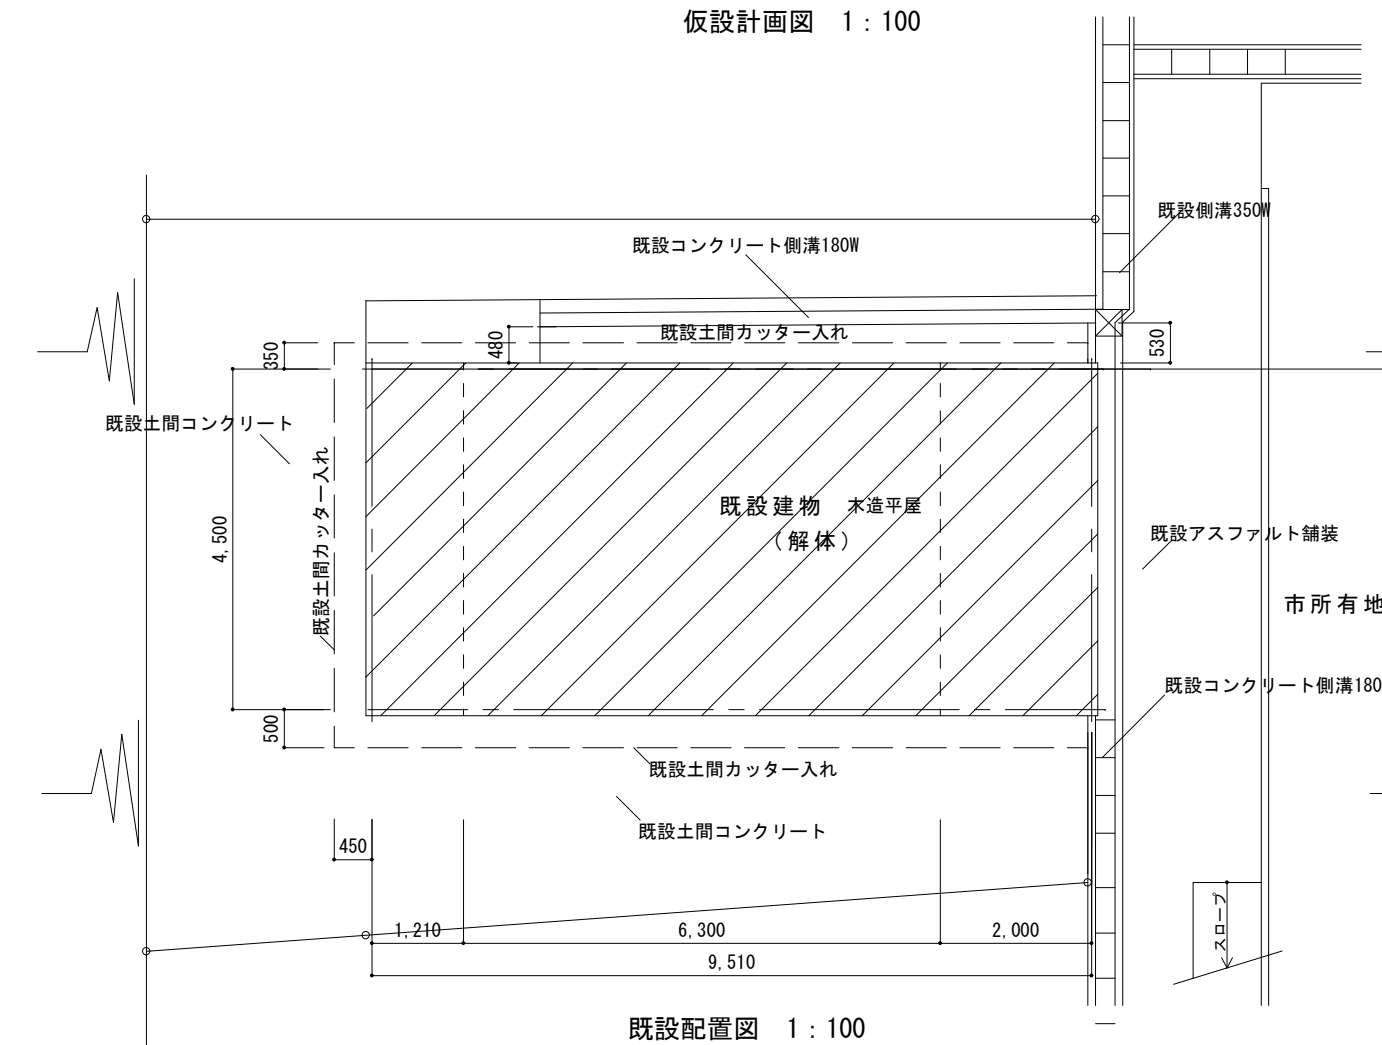 仮設計画図　1：100
既設側溝350W
既設コンクリート側溝180W
既設土間カッター入れ
480
530
350
既設土間コンクリート
既設土間カッター入れ
4,500
既設建物　木造平屋
（解体）
既設アスファルト舗装
市所有地
既設コンクリート側溝180
500
既設土間カッター入れ
既設土間コンクリート
450
スロープ
1,210
6,300
2,000
9,510
既設配置図　1：100